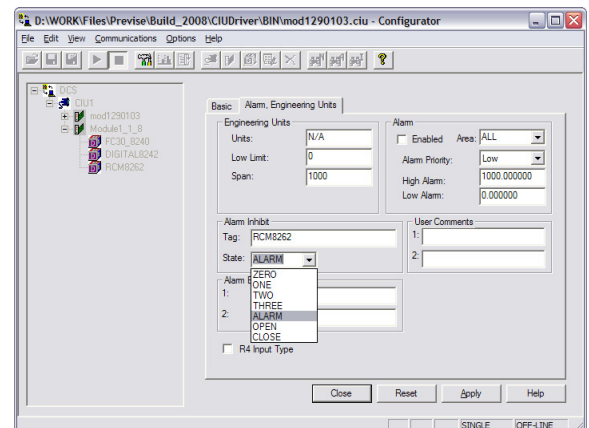 D:\WORK\Files\Previse\Build_2008\CIUDriver\BIN\mod1290103.ciu - Configurator
File Edit View Communications Options Help
DCS
CIU1
mod1290103
Module1_1_8
FC30_8240
DIGITAL8242
RCM8262
Basic Alarm, Engineering Units
Engineering Units
Units: N/A
Low Limit: 0
Span: 1000
Alarm
Enabled Area: ALL
Alarm Priority: Low
High Alarm: 1000.000000
Low Alarm: 0.000000
Alarm Inhibit
Tag: RCM8262
State: ALARM
ZERO
ONE
TWO
THREE
ALARM
OPEN
CLOSE
User Comments
1:
2:
Alarm
1:
2:
R4 Input Type
Close Reset Apply Help
SINGLE OFF-LINE